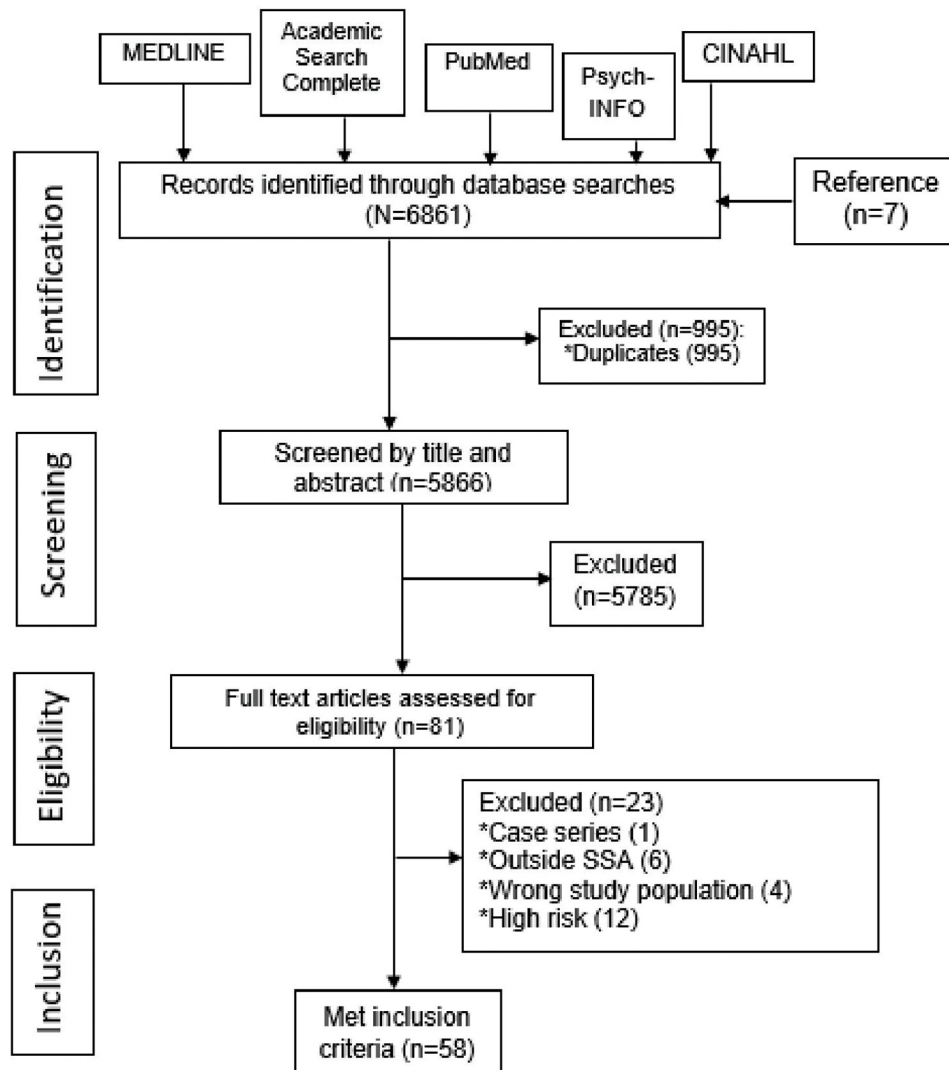 MEDLINE
Academic
Search
Complete
PubMed
Psych-
INFO
CINAHL
Identification
Records identified through database searches
(N=6861)
Reference
(n=7)
Excluded (n=995):
*Duplicates (995)
Screening
Screened by title and
abstract (n=5866)
Excluded
(n=5785)
Eligibility
Full text articles assessed for
eligibility (n=81)
Excluded (n=23)
*Case series (1)
*Outside SSA (6)
*Wrong study population (4)
*High risk (12)
Inclusion
Met inclusion
criteria (n=58)